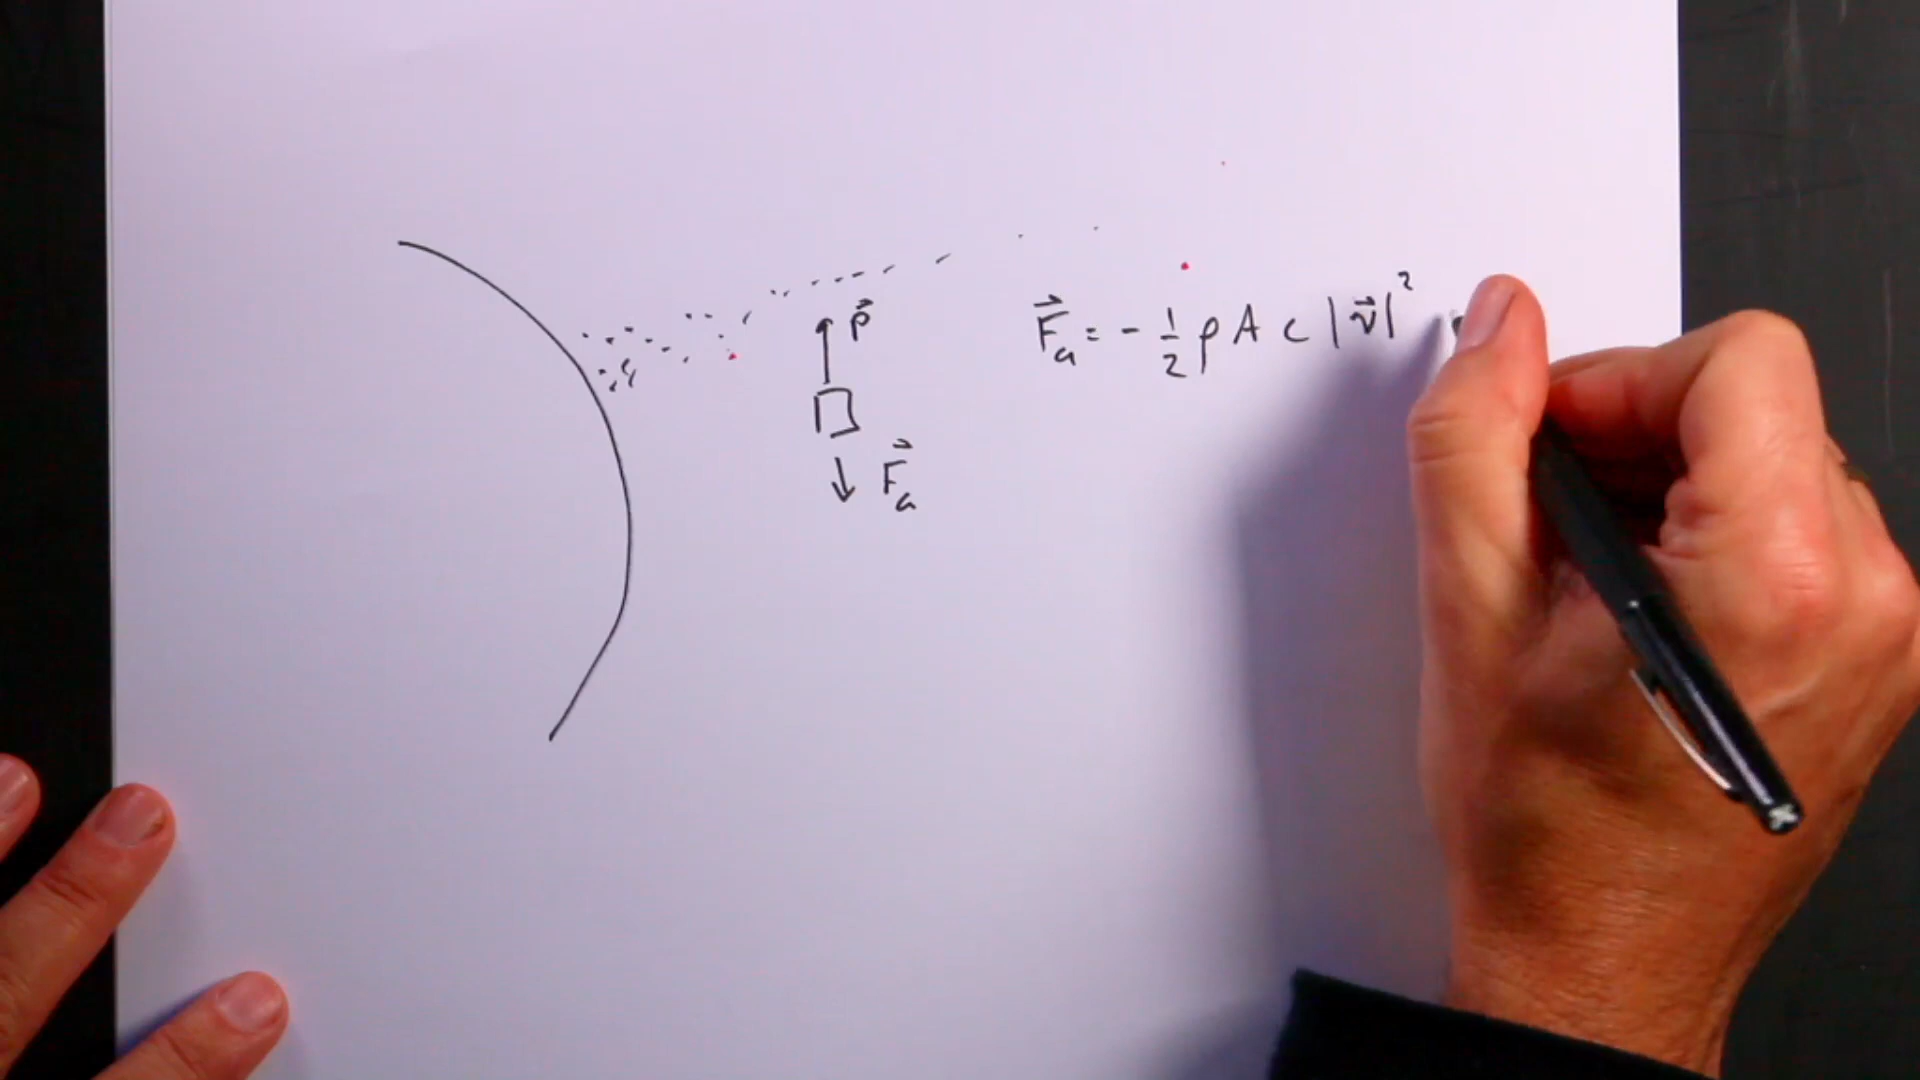 p⃗
F⃗ₐ = - ½ ρ A C |v⃗|²
F⃗ₐ